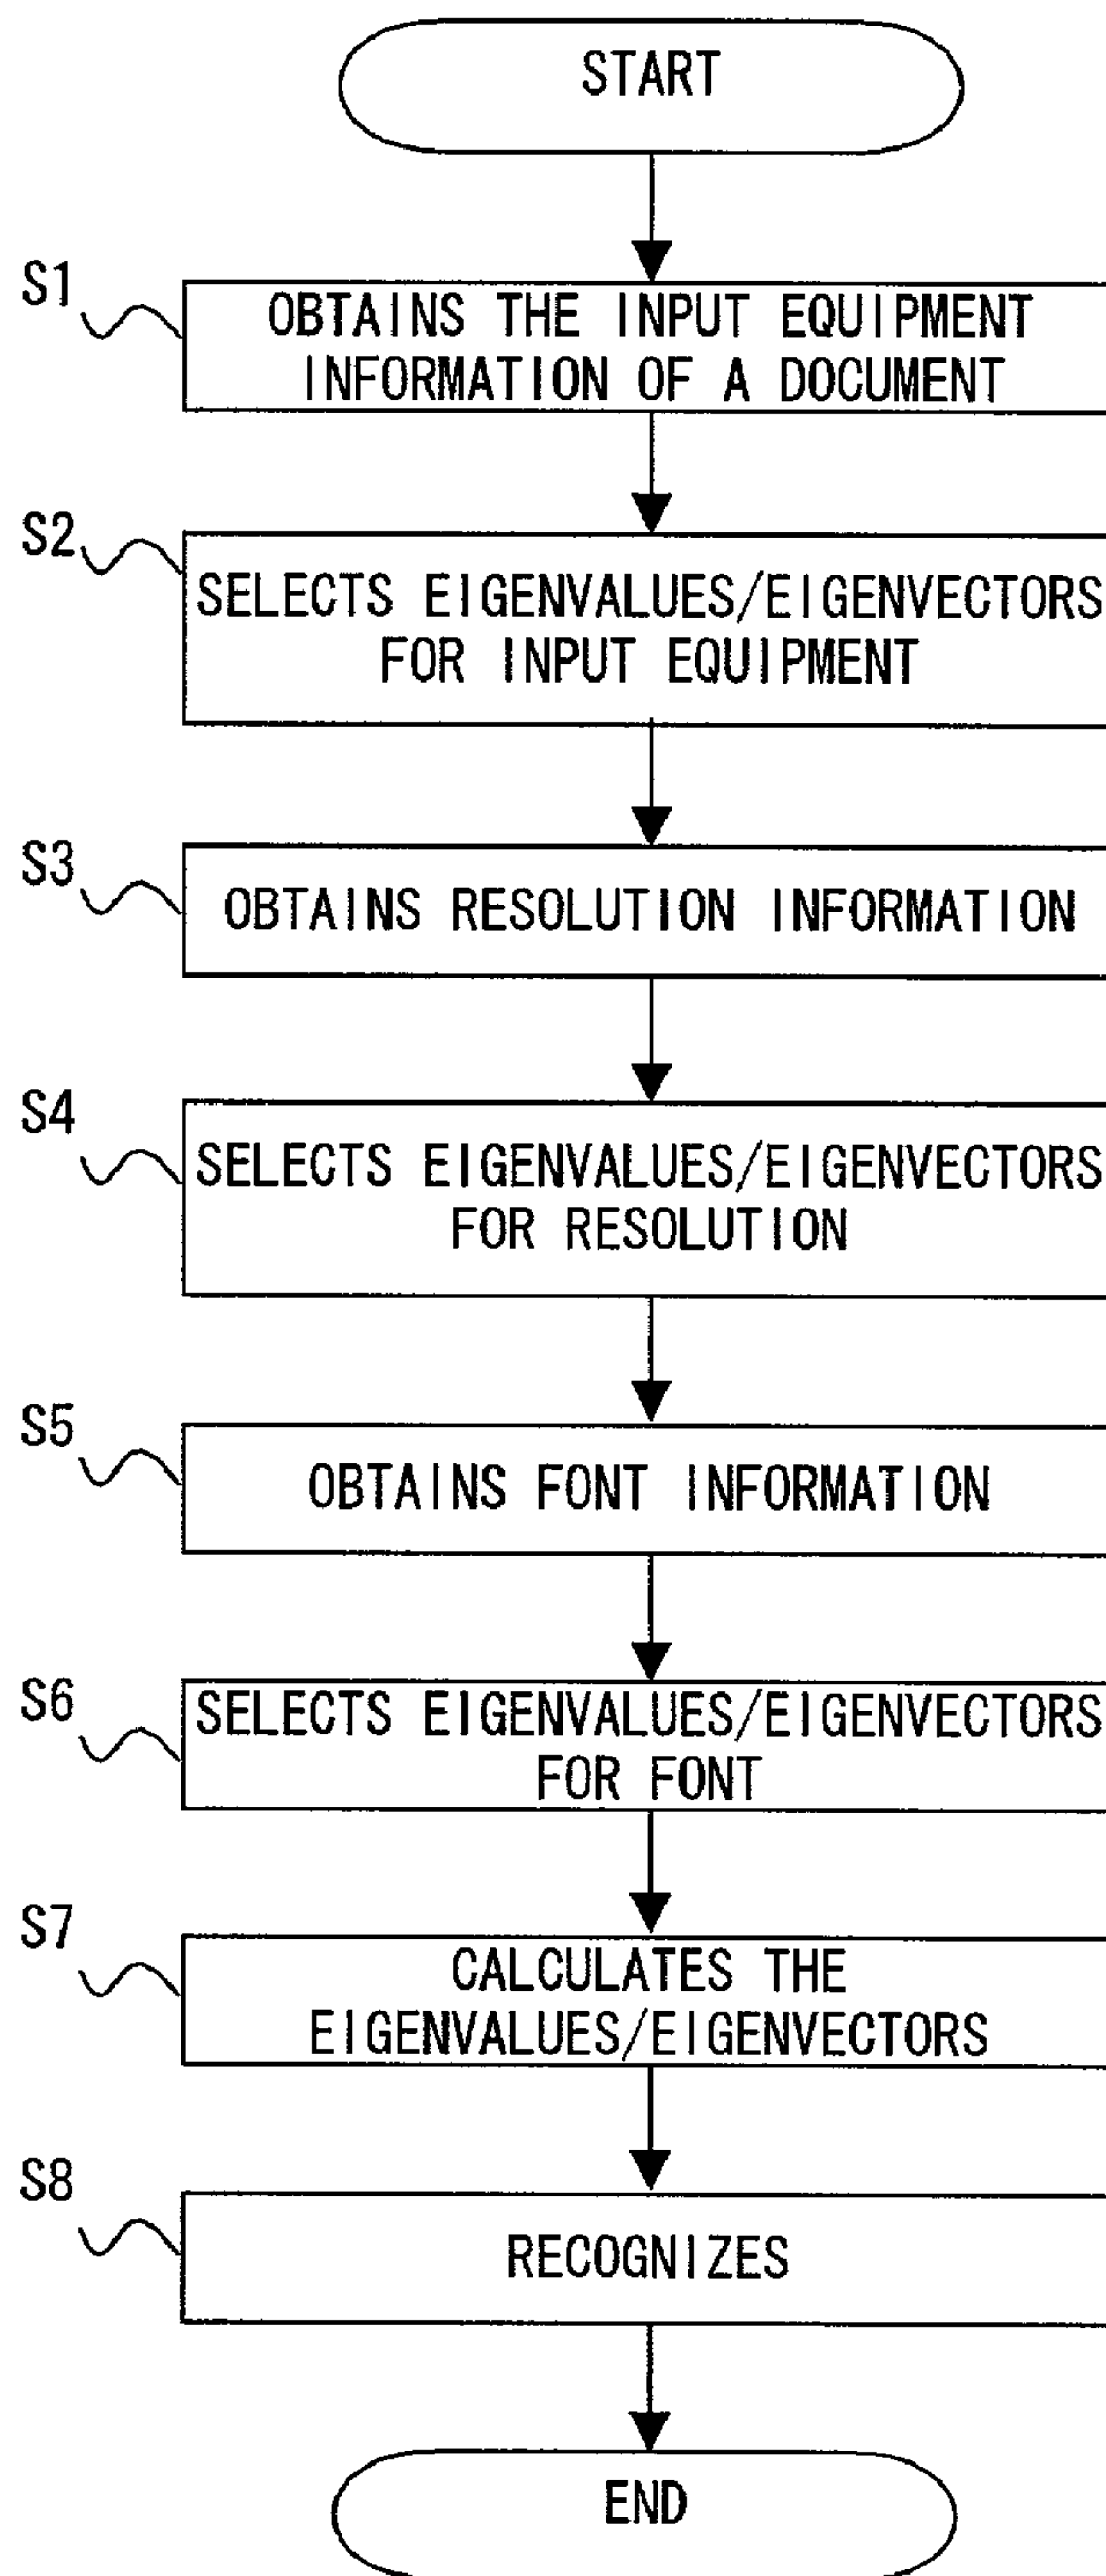 START
S1
OBTAINS THE INPUT EQUIPMENT
INFORMATION OF A DOCUMENT
S2
SELECTS EIGENVALUES/EIGENVECTORS
FOR INPUT EQUIPMENT
S3
OBTAINS RESOLUTION INFORMATION
S4
SELECTS EIGENVALUES/EIGENVECTORS
FOR RESOLUTION
S5
OBTAINS FONT INFORMATION
S6
SELECTS EIGENVALUES/EIGENVECTORS
FOR FONT
S7
CALCULATES THE
EIGENVALUES/EIGENVECTORS
S8
RECOGNIZES
END